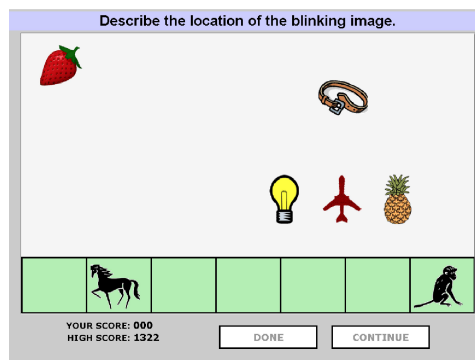 Describe the location of the blinking image.
YOUR SCORE: 000
HIGH SCORE: 1322
DONE
CONTINUE